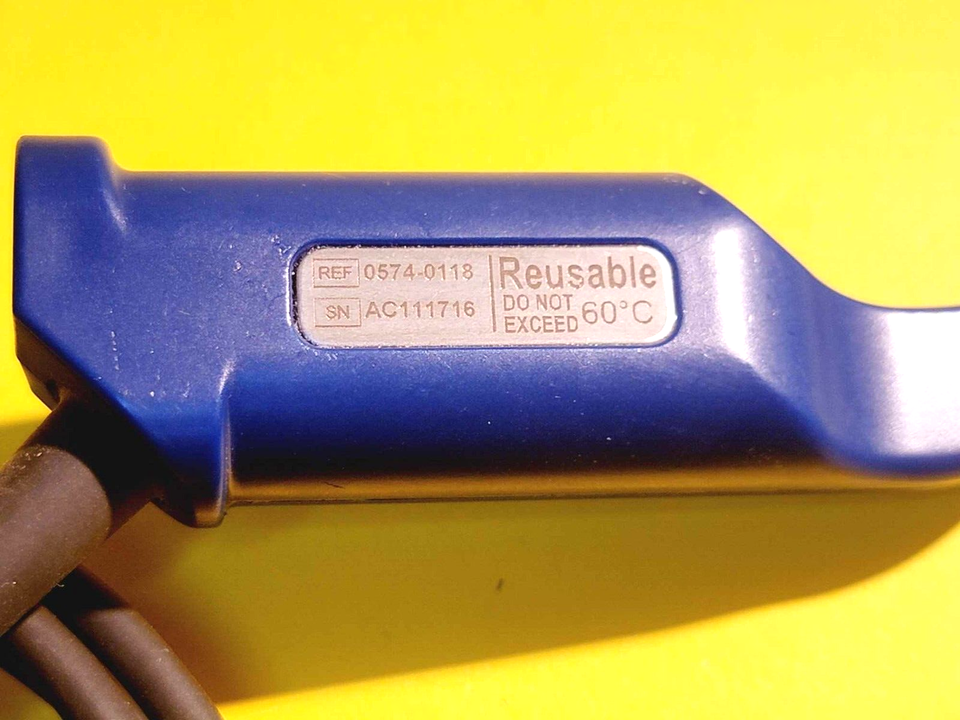 REF 0574-0118
SN AC111716
Reusable
DO NOT
EXCEED 60°C